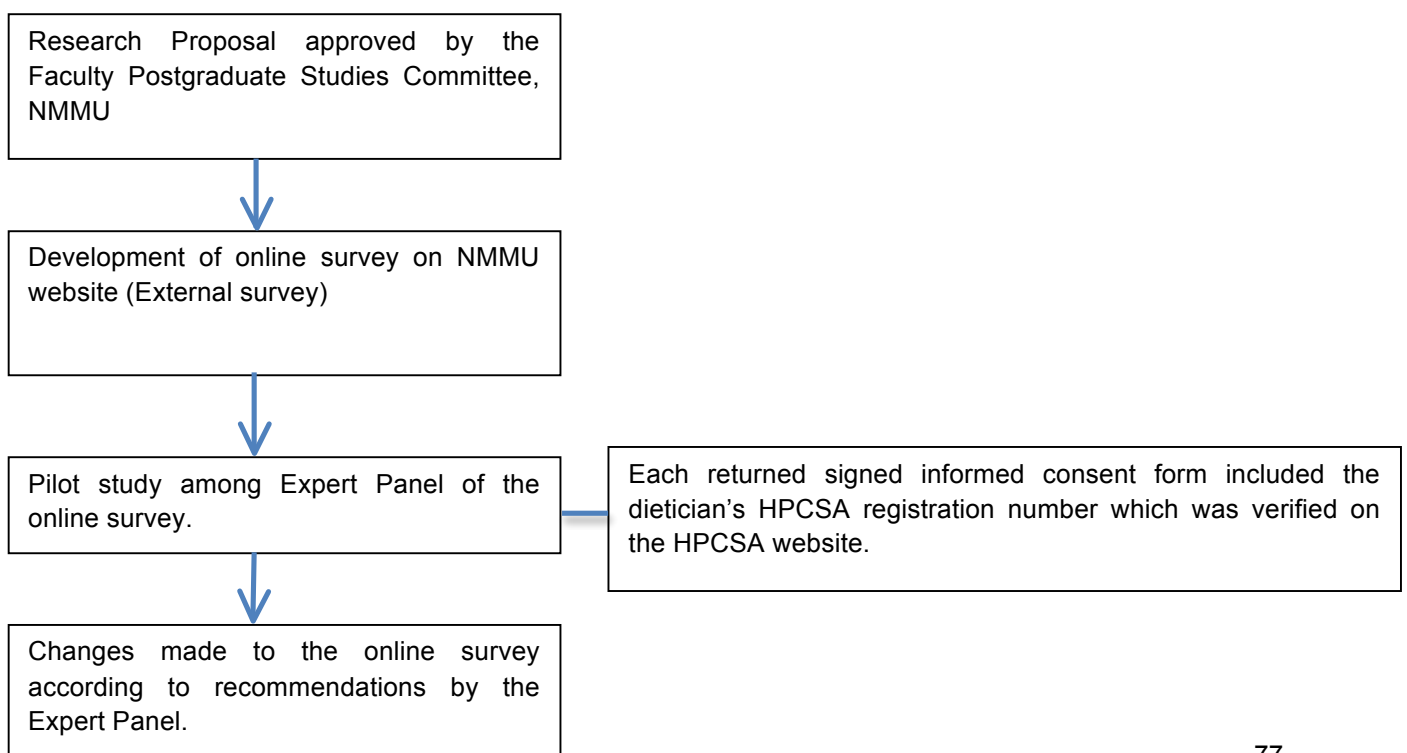 Research Proposal approved by the
Faculty Postgraduate Studies Committee,
NMMU
Development of online survey on NMMU
website (External survey)
Pilot study among Expert Panel of the
online survey.
Each returned signed informed consent form included the
dietician's HPCSA registration number which was verified on
the HPCSA website.
Changes made to the online survey
according to recommendations by the
Expert Panel.
77